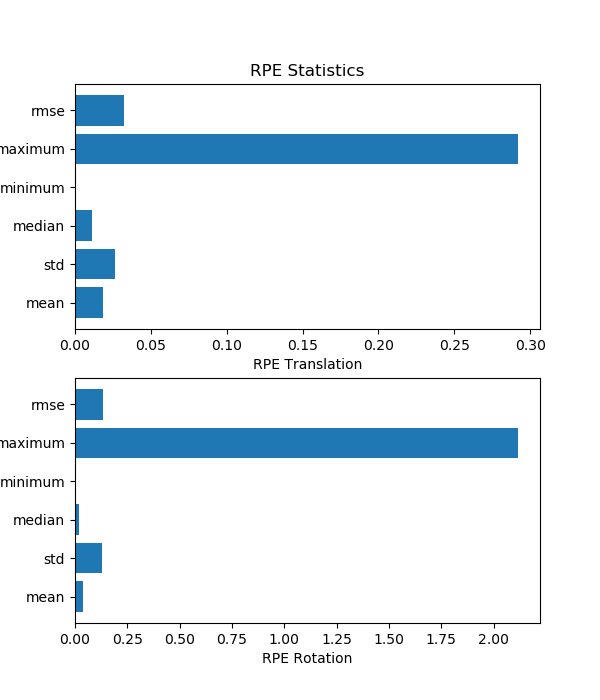 RPE Statistics
rmse
maximum
minimum
median
std
mean
0.00 0.05 0.10 0.15 0.20 0.25 0.30
RPE Translation
rmse
maximum
minimum
median
std
mean
0.00 0.25 0.50 0.75 1.00 1.25 1.50 1.75 2.00
RPE Rotation